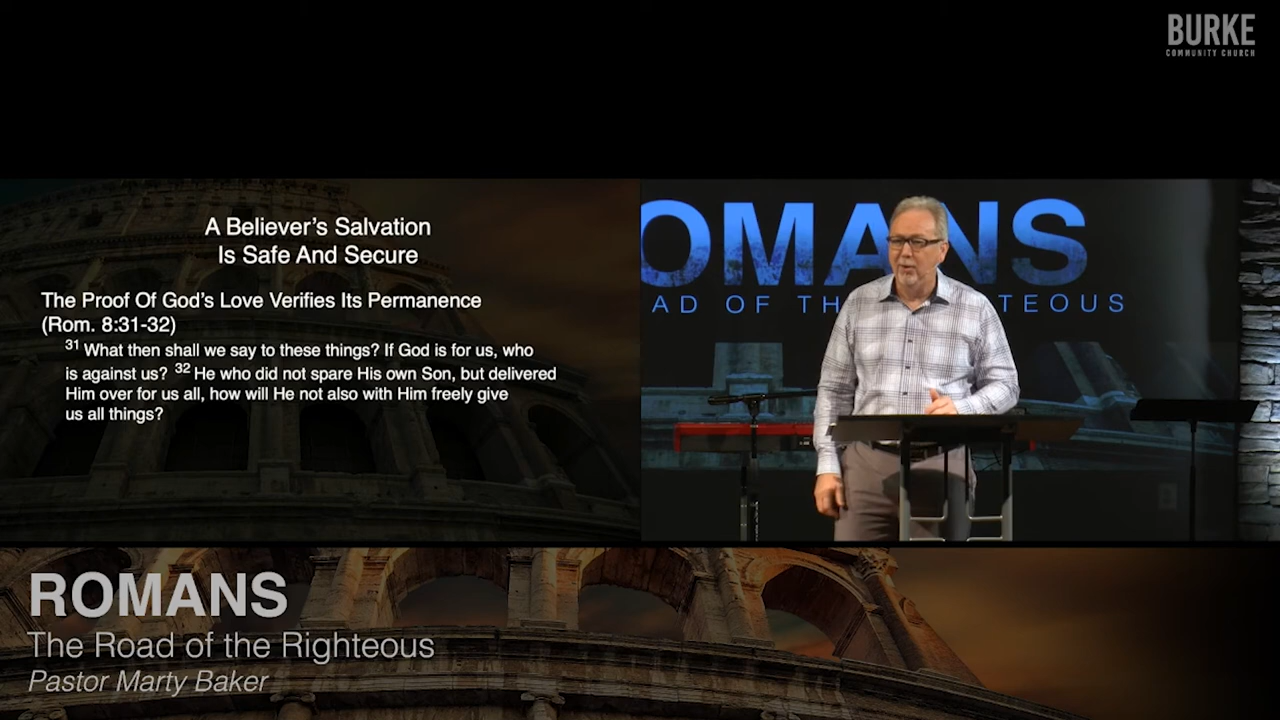 BURKE
COMMUNITY CHURCH
A Believer's Salvation
Is Safe And Secure
The Proof Of God's Love Verifies Its Permanence
(Rom. 8:31-32)
31 What then shall we say to these things? If God is for us, who
is against us? 32 He who did not spare His own Son, but delivered
Him over for us all, how will He not also with Him freely give
us all things?
OMANS
AD OF TH TEOUS
ROMANS
The Road of the Righteous
Pastor Marty Baker